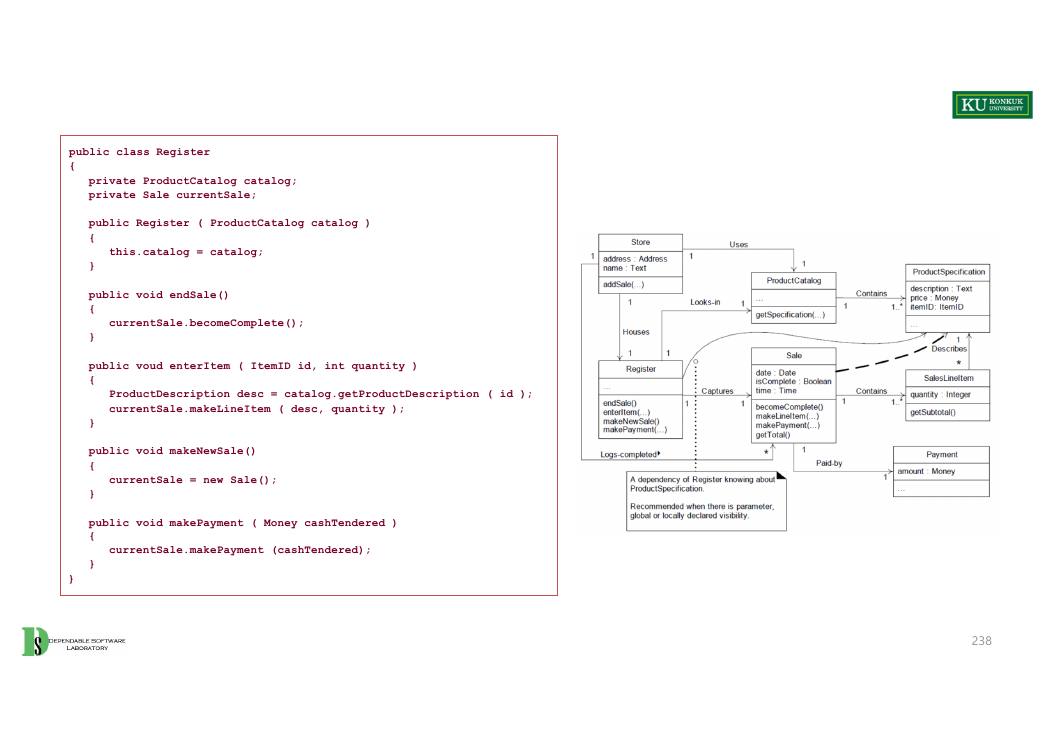 KU KONKUK
UNIVERSITY
public class Register
{
private ProductCatalog catalog;
private Sale currentSale;
public Register ( ProductCatalog catalog )
{
this.catalog = catalog;
}
public void endSale()
{
currentSale.becomeComplete();
}
public voud enterItem ( ItemID id, int quantity )
{
ProductDescription desc = catalog.getProductDescription ( id );
currentSale.makeLineItem ( desc, quantity );
}
public void makeNewSale()
{
currentSale = new Sale();
}
public void makePayment ( Money cashTendered )
{
currentSale.makePayment (cashTendered);
}
}
Store
address : Address
name : Text
addSale(...)
1
1
Uses
1
ProductCatalog
...
getSpecification(...)
ProductSpecification
description : Text
price : Money
itemID: ItemID
...
Contains
1
1..*
1
Looks-in
1
Houses
1
1
Register
...
endSale()
enterItem(...)
makeNewSale()
makePayment(...)
1
Captures
1
Sale
date : Date
isComplete : Boolean
time : Time
becomeComplete()
makeLineItem(...)
makePayment(...)
getTotal()
1
Describes
*
Contains
1
1..*
SalesLineItem
quantity : Integer
getSubtotal()
Logs-completed
*
1
Paid-by
1
Payment
amount : Money
...
A dependency of Register knowing about
ProductSpecification.
Recommended when there is parameter,
global or locally declared visibility.
DS
DEPENDABLE SOFTWARE
LABORATORY
238